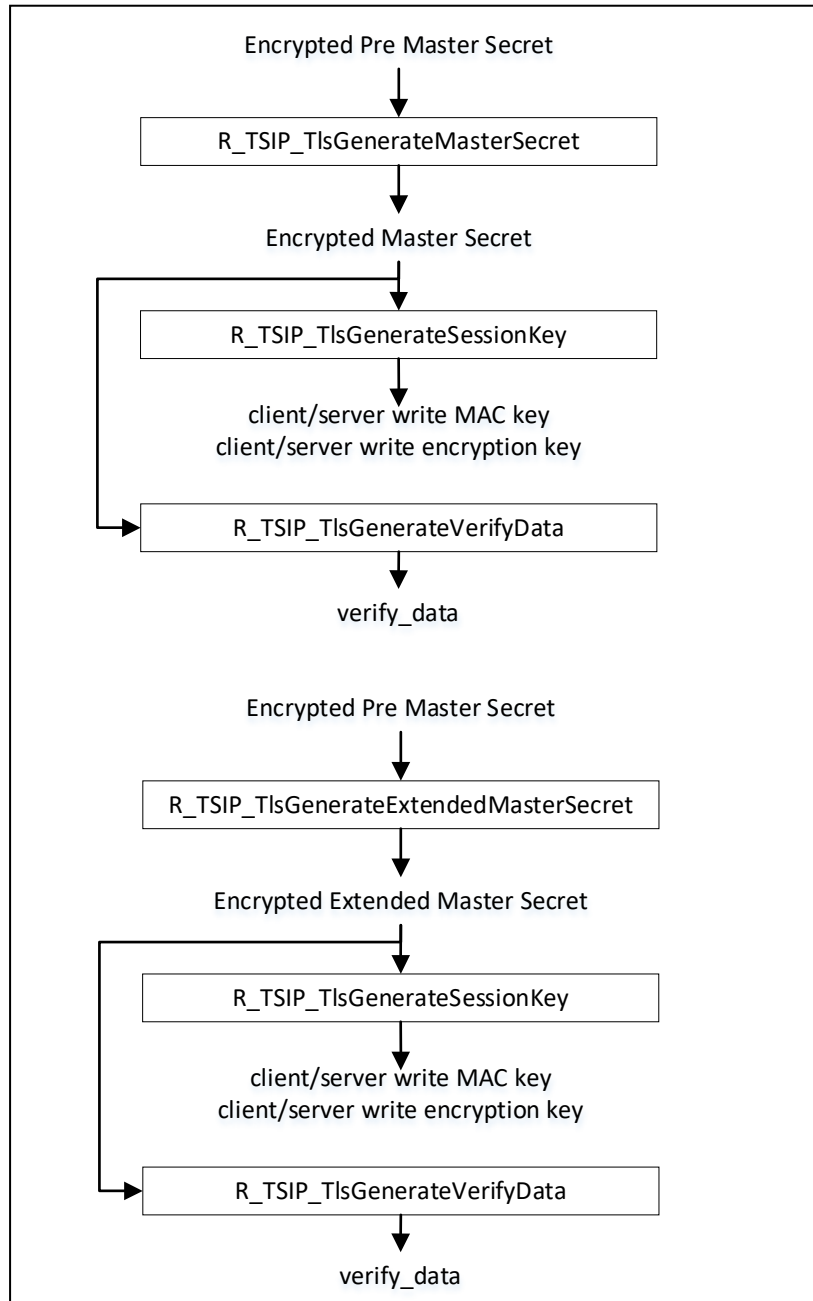 Encrypted Pre Master Secret
R_TSIP_TlsGenerateMasterSecret
Encrypted Master Secret
R_TSIP_TlsGenerateSessionKey
client/server write MAC key
client/server write encryption key
R_TSIP_TlsGenerateVerifyData
verify_data
Encrypted Pre Master Secret
R_TSIP_TlsGenerateExtendedMasterSecret
Encrypted Extended Master Secret
R_TSIP_TlsGenerateSessionKey
client/server write MAC key
client/server write encryption key
R_TSIP_TlsGenerateVerifyData
verify_data